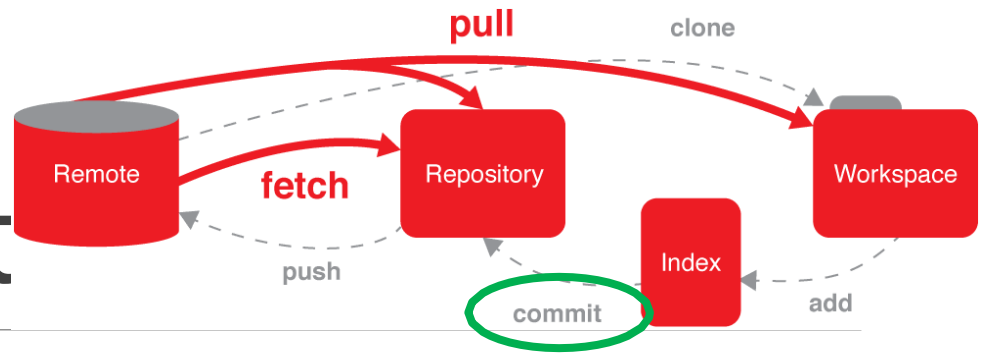 pull
clone
Remote
Repository
Workspace
fetch
Index
push
commit
add